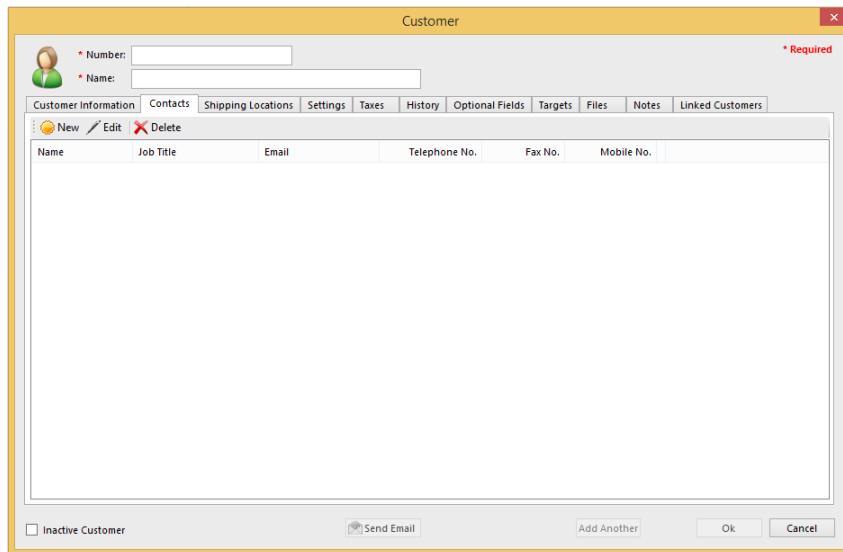 Customer
* Number:
* Required
* Name:
Customer Information Contacts Shipping Locations Settings Taxes History Optional Fields Targets Files Notes Linked Customers
New Edit Delete
Name Job Title Email Telephone No. Fax No. Mobile No.
Inactive Customer Send Email Add Another Ok Cancel